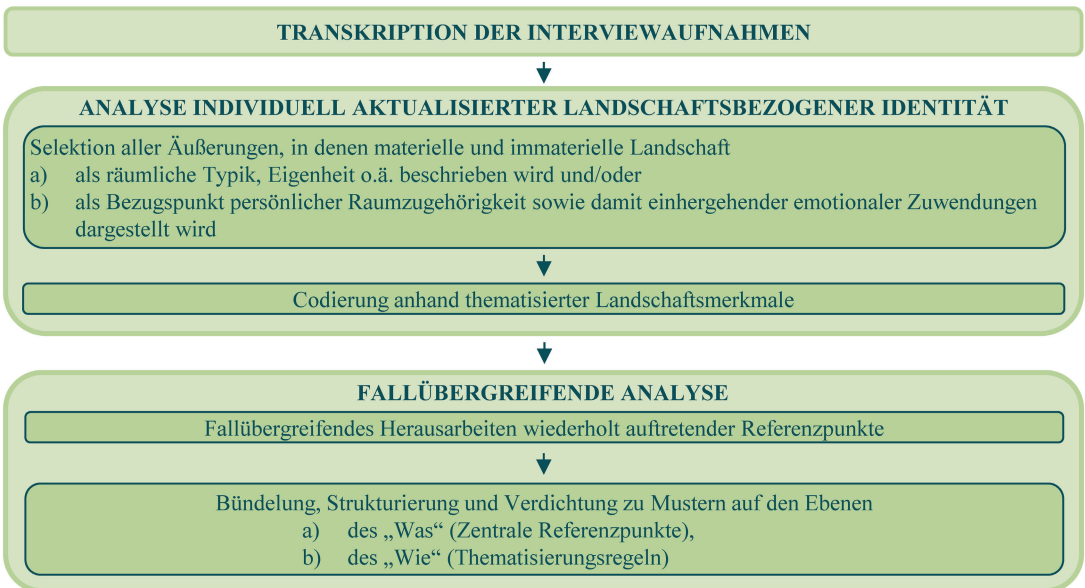 TRANSKRIPTION DER INTERVIEWAUFNAHMEN
ANALYSE INDIVIDUELL AKTUALISIERTER LANDSCHAFTSBEZOGENER IDENTITÄT
Selektion aller Äußerungen, in denen materielle und immaterielle Landschaft
a) als räumliche Typik, Eigenheit o.ä. beschrieben wird und/oder
b) als Bezugspunkt persönlicher Raumzugehörigkeit sowie damit einhergehender emotionaler Zuwendungen
dargestellt wird
Codierung anhand thematisierter Landschaftsmerkmale
FALLÜBERGREIFENDE ANALYSE
Fallübergreifendes Herausarbeiten wiederholt auftretender Referenzpunkte
Bündelung, Strukturierung und Verdichtung zu Mustern auf den Ebenen
a) des „Was“ (Zentrale Referenzpunkte),
b) des „Wie“ (Thematisierungsregeln)